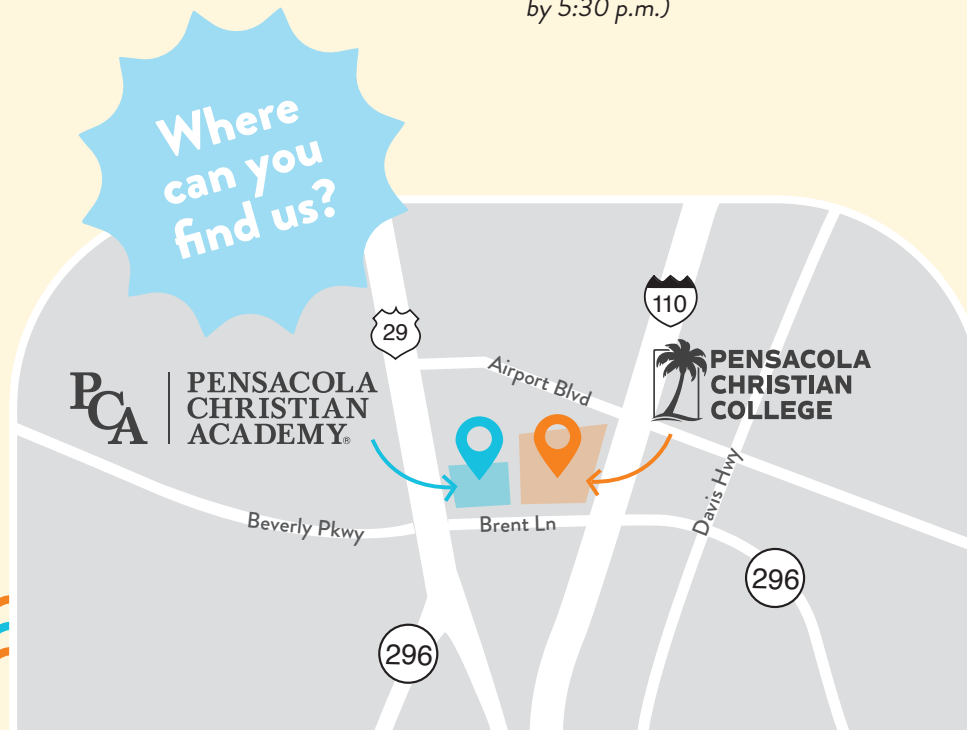 by 5:30 p.m.)
Where
can you
find us?
29
110
Airport Blvd
PCA
PENSACOLA
CHRISTIAN
ACADEMY®
PENSACOLA
CHRISTIAN
COLLEGE
Davis Hwy
Beverly Pkwy
Brent Ln
296
296